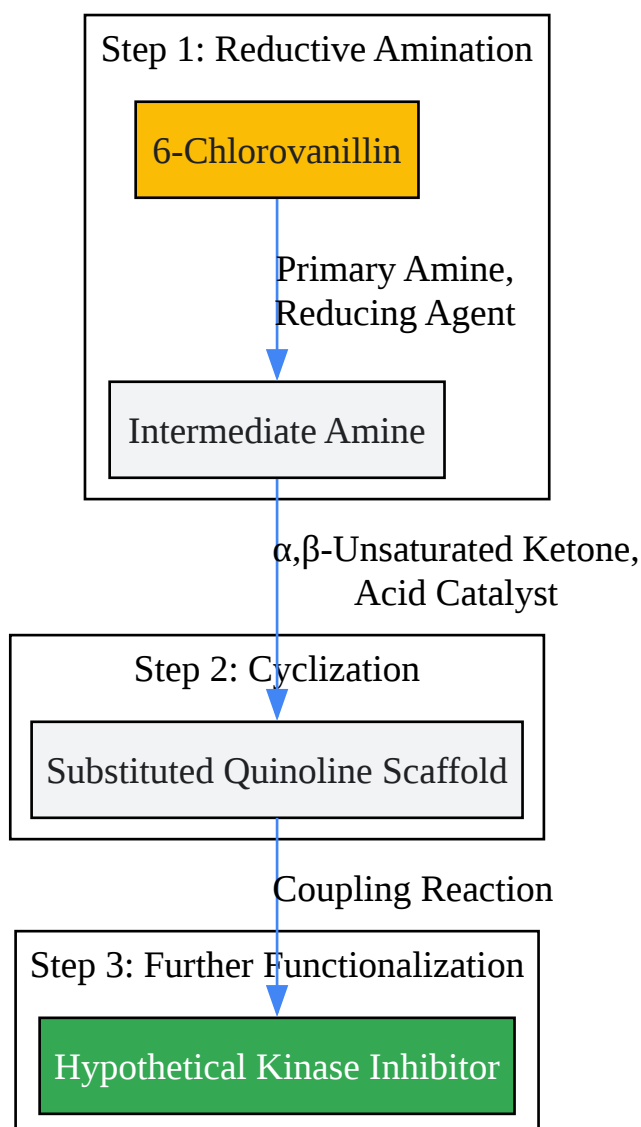 Step 1: Reductive Amination
6-Chlorovanillin
Primary Amine,
Reducing Agent
Intermediate Amine
α,β-Unsaturated Ketone,
Acid Catalyst
Step 2: Cyclization
Substituted Quinoline Scaffold
Coupling Reaction
Step 3: Further Functionalization
Hypothetical Kinase Inhibitor